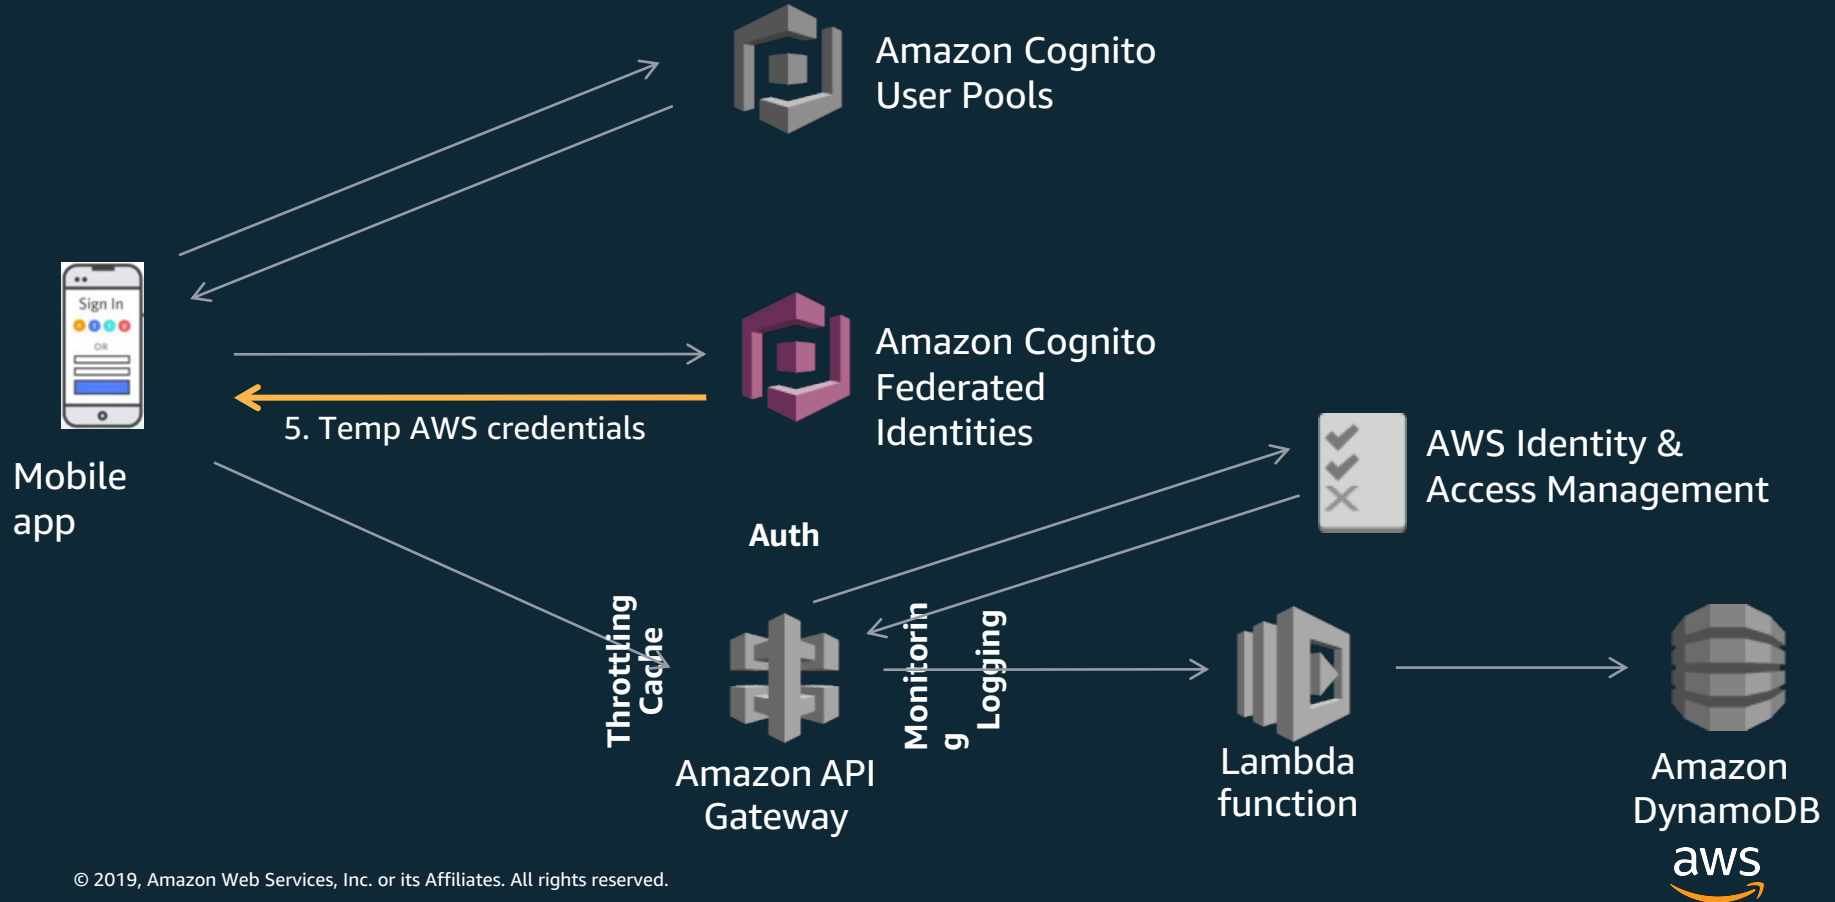 Amazon Cognito
User Pools
Sign In
OR
Amazon Cognito
Federated
Identities
5. Temp AWS credentials
Mobile
app
AWS Identity &
Access Management
Auth
Throttling
Cache
Monitorin
g
Logging
Amazon API
Gateway
Lambda
function
Amazon
DynamoDB
© 2019, Amazon Web Services, Inc. or its Affiliates. All rights reserved.
aws